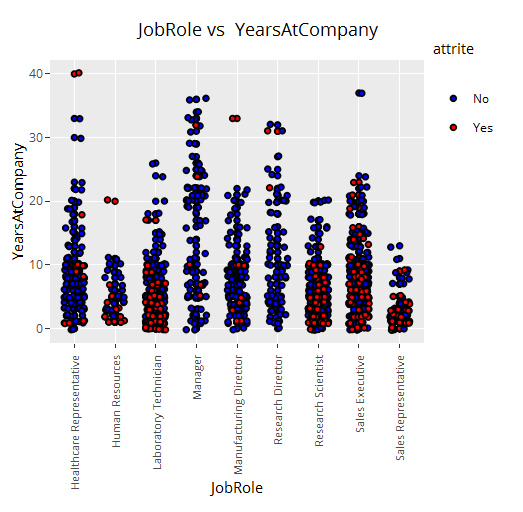 JobRole vs  YearsAtCompany
attrite
No
Yes
YearsAtCompany
40
30
20
10
0
Healthcare Representative
Human Resources
Laboratory Technician
Manager
Manufacturing Director
Research Director
Research Scientist
Sales Executive
Sales Representative
JobRole